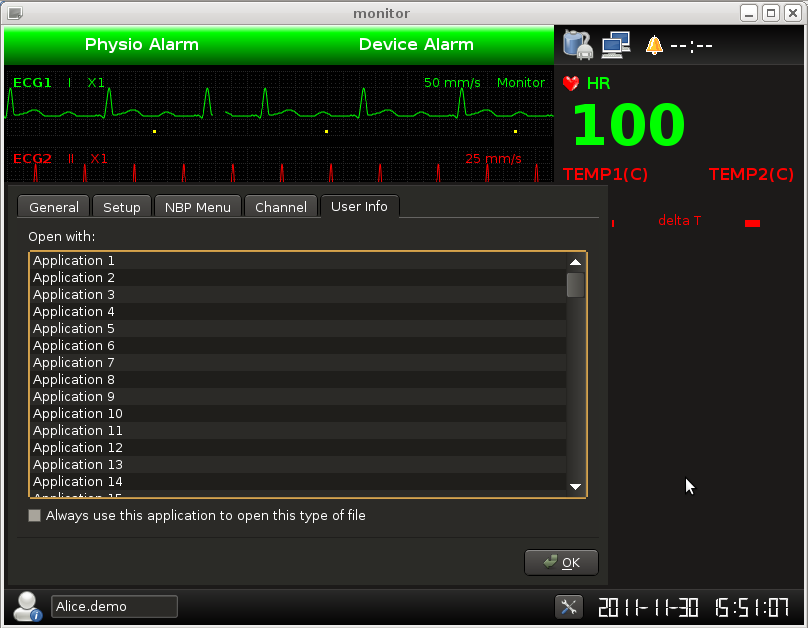 monitor
Physio Alarm Device Alarm --:--
ECG1 I X1 50 mm/s Monitor HR
100
ECG2 II X1 25 mm/s TEMP1(C) TEMP2(C)
General Setup NBP Menu Channel User Info
delta T
Open with:
Application 1
Application 2
Application 3
Application 4
Application 5
Application 6
Application 7
Application 8
Application 9
Application 10
Application 11
Application 12
Application 13
Application 14
Application 15
Always use this application to open this type of file
OK
Alice.demo 2011-11-30 15:51:07